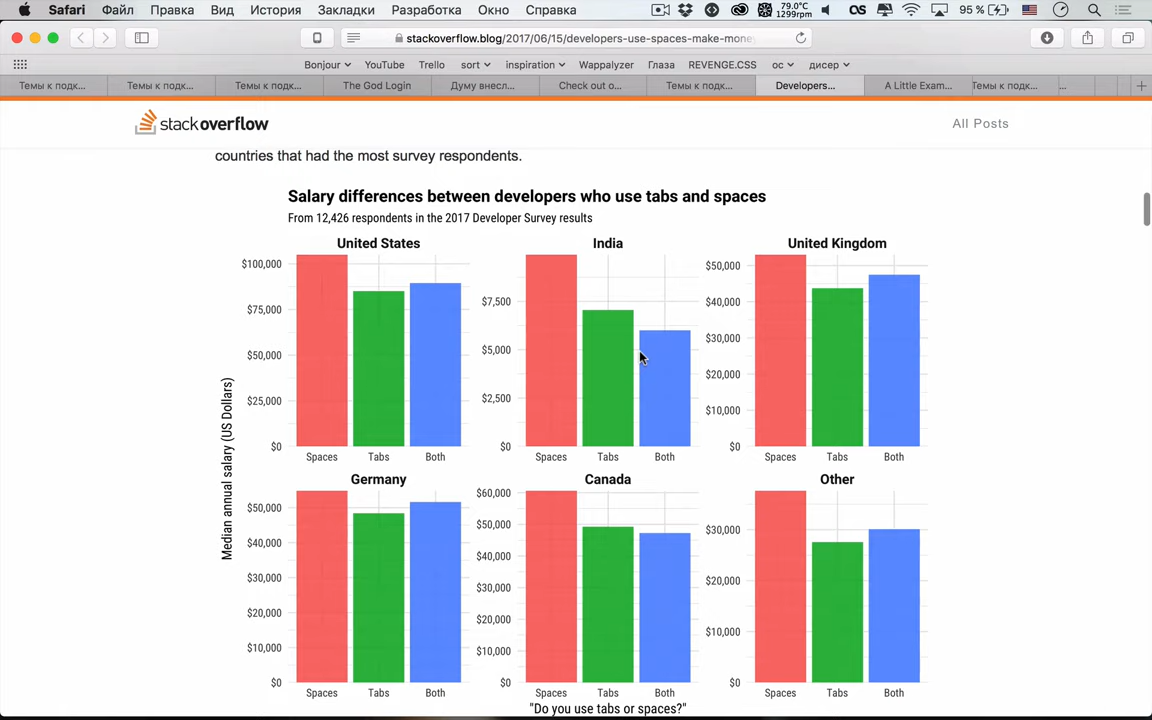 Safari Файл Правка Вид История Закладки Разработка Окно Справка 79.0°C 1299rpm OS 95 %
stackoverflow.blog/2017/06/15/developers-use-spaces-make-mone
Bonjour YouTube Trello sort inspiration Wappalyzer Глаза REVENGE.CSS ос дисер
Темы к подк... Темы к подк... Темы к подк... The God Login Думу внесл... Check out o... Темы к подк... Developers... A Little Exam... Темы к подк... ...
stackoverflow All Posts
countries that had the most survey respondents.
Salary differences between developers who use tabs and spaces
From 12,426 respondents in the 2017 Developer Survey results
United States India United Kingdom
$100,000
$75,000
$50,000
$25,000
$0
$7,500
$5,000
$2,500
$0
$50,000
$40,000
$30,000
$20,000
$10,000
$0
Spaces Tabs Both Spaces Tabs Both Spaces Tabs Both
Median annual salary (US Dollars)
Germany Canada Other
$50,000
$40,000
$30,000
$20,000
$10,000
$0
$60,000
$50,000
$40,000
$30,000
$20,000
$10,000
$0
$30,000
$20,000
$10,000
$0
Spaces Tabs Both Spaces Tabs Both Spaces Tabs Both
"Do you use tabs or spaces?"